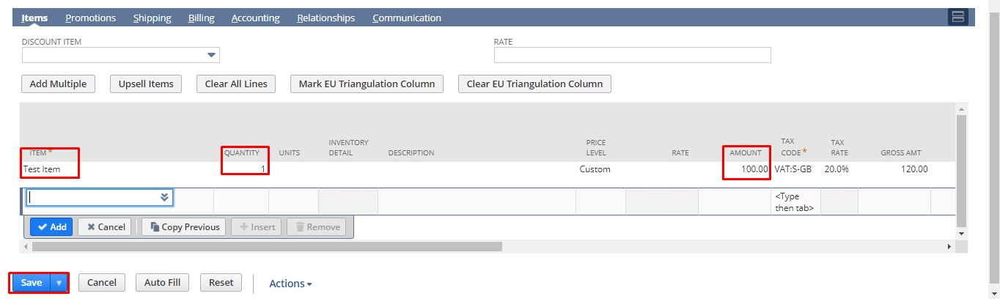 Items Promotions Shipping Billing Accounting Relationships Communication
DISCOUNT ITEM RATE
Add Multiple Upsell Items Clear All Lines Mark EU Triangulation Column Clear EU Triangulation Column
ITEM* QUANTITY UNITS INVENTORY DETAIL DESCRIPTION PRICE LEVEL RATE AMOUNT TAX CODE* TAX RATE GROSS AMT
Test Item 1 Custom 100.00 VAT:S-GB 20.0% 120.00
<Type
then tab>
Add Cancel Copy Previous Insert Remove
Save Cancel Auto Fill Reset Actions